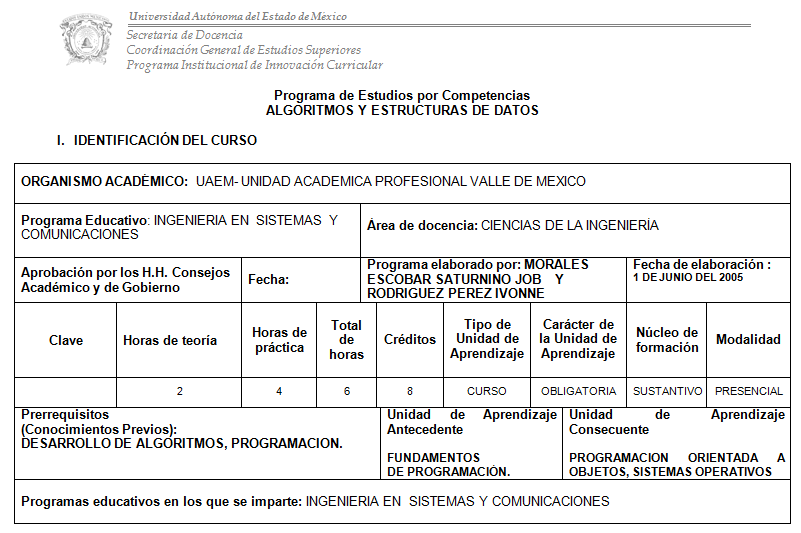 Universidad Autónoma del Estado de México
Secretaría de Docencia
Coordinación General de Estudios Superiores
Programa Institucional de Innovación Curricular
Programa de Estudios por Competencias
ALGORITMOS Y ESTRUCTURAS DE DATOS
I. IDENTIFICACIÓN DEL CURSO
ORGANISMO ACADÉMICO: UAEM- UNIDAD ACADEMICA PROFESIONAL VALLE DE MEXICO
Programa Educativo: INGENIERIA EN SISTEMAS Y
COMUNICACIONES
Área de docencia: CIENCIAS DE LA INGENIERÍA
Aprobación por los H.H. Consejos
Académico y de Gobierno
Fecha:
Programa elaborado por: MORALES
ESCOBAR SATURNINO JOB Y
RODRIGUEZ PEREZ IVONNE
Fecha de elaboración :
1 DE JUNIO DEL 2005
Clave
Horas de teoría
Horas de
práctica
Total
de
horas
Créditos
Tipo de
Unidad de
Aprendizaje
Carácter de
la Unidad de
Aprendizaje
Núcleo de
formación
Modalidad
2
4
6
8
CURSO
OBLIGATORIA
SUSTANTIVO
PRESENCIAL
Prerrequisitos
(Conocimientos Previos):
DESARROLLO DE ALGORITMOS, PROGRAMACION.
Unidad de Aprendizaje
Antecedente
FUNDAMENTOS
DE PROGRAMACIÓN.
Unidad de Aprendizaje
Consecuente
PROGRAMACION ORIENTADA A
OBJETOS, SISTEMAS OPERATIVOS
Programas educativos en los que se imparte: INGENIERIA EN SISTEMAS Y COMUNICACIONES